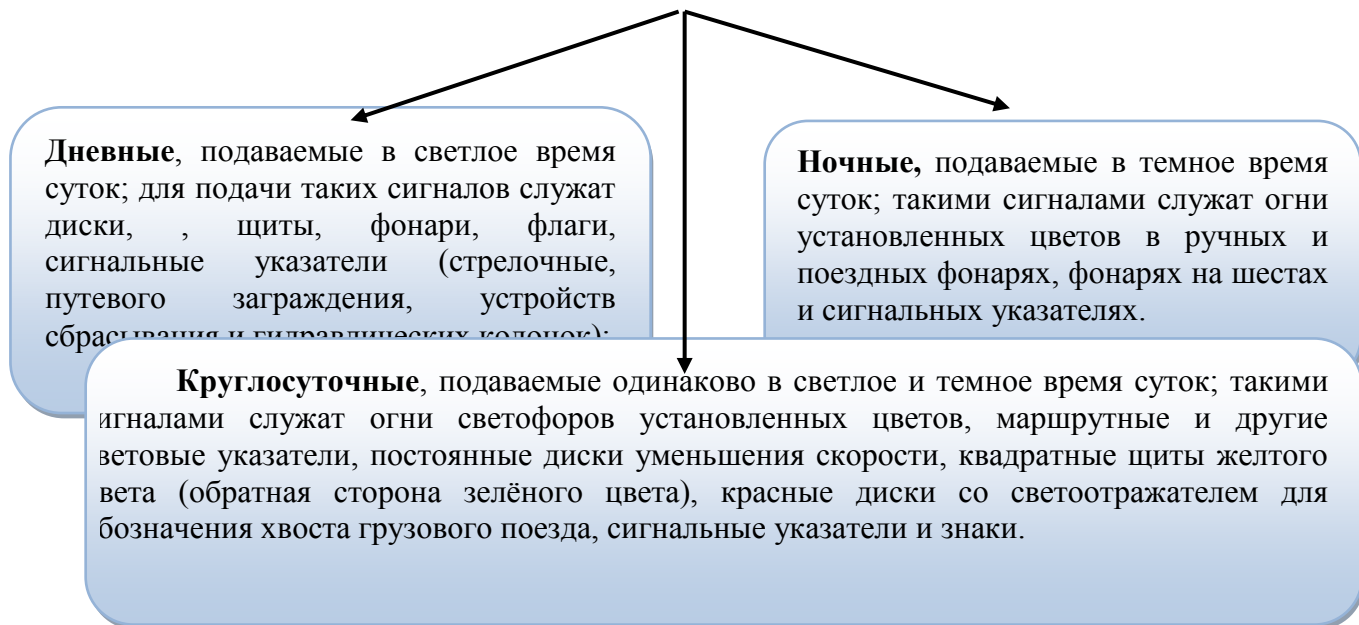 Дневные, подаваемые в светлое время
суток; для подачи таких сигналов служат
диски, , щиты, фонари, флаги,
сигнальные указатели (стрелочные,
путевого заграждения, устройств
сбрасывания и гидравлических колонок);
Ночные, подаваемые в темное время
суток; такими сигналами служат огни
установленных цветов в ручных и
поездных фонарях, фонарях на шестах
и сигнальных указателях.
Круглосуточные, подаваемые одинаково в светлое и темное время суток; такими
игналами служат огни светофоров установленных цветов, маршрутные и другие
ветовые указатели, постоянные диски уменьшения скорости, квадратные щиты желтого
вета (обратная сторона зелёного цвета), красные диски со светоотражателем для
бозначения хвоста грузового поезда, сигнальные указатели и знаки.